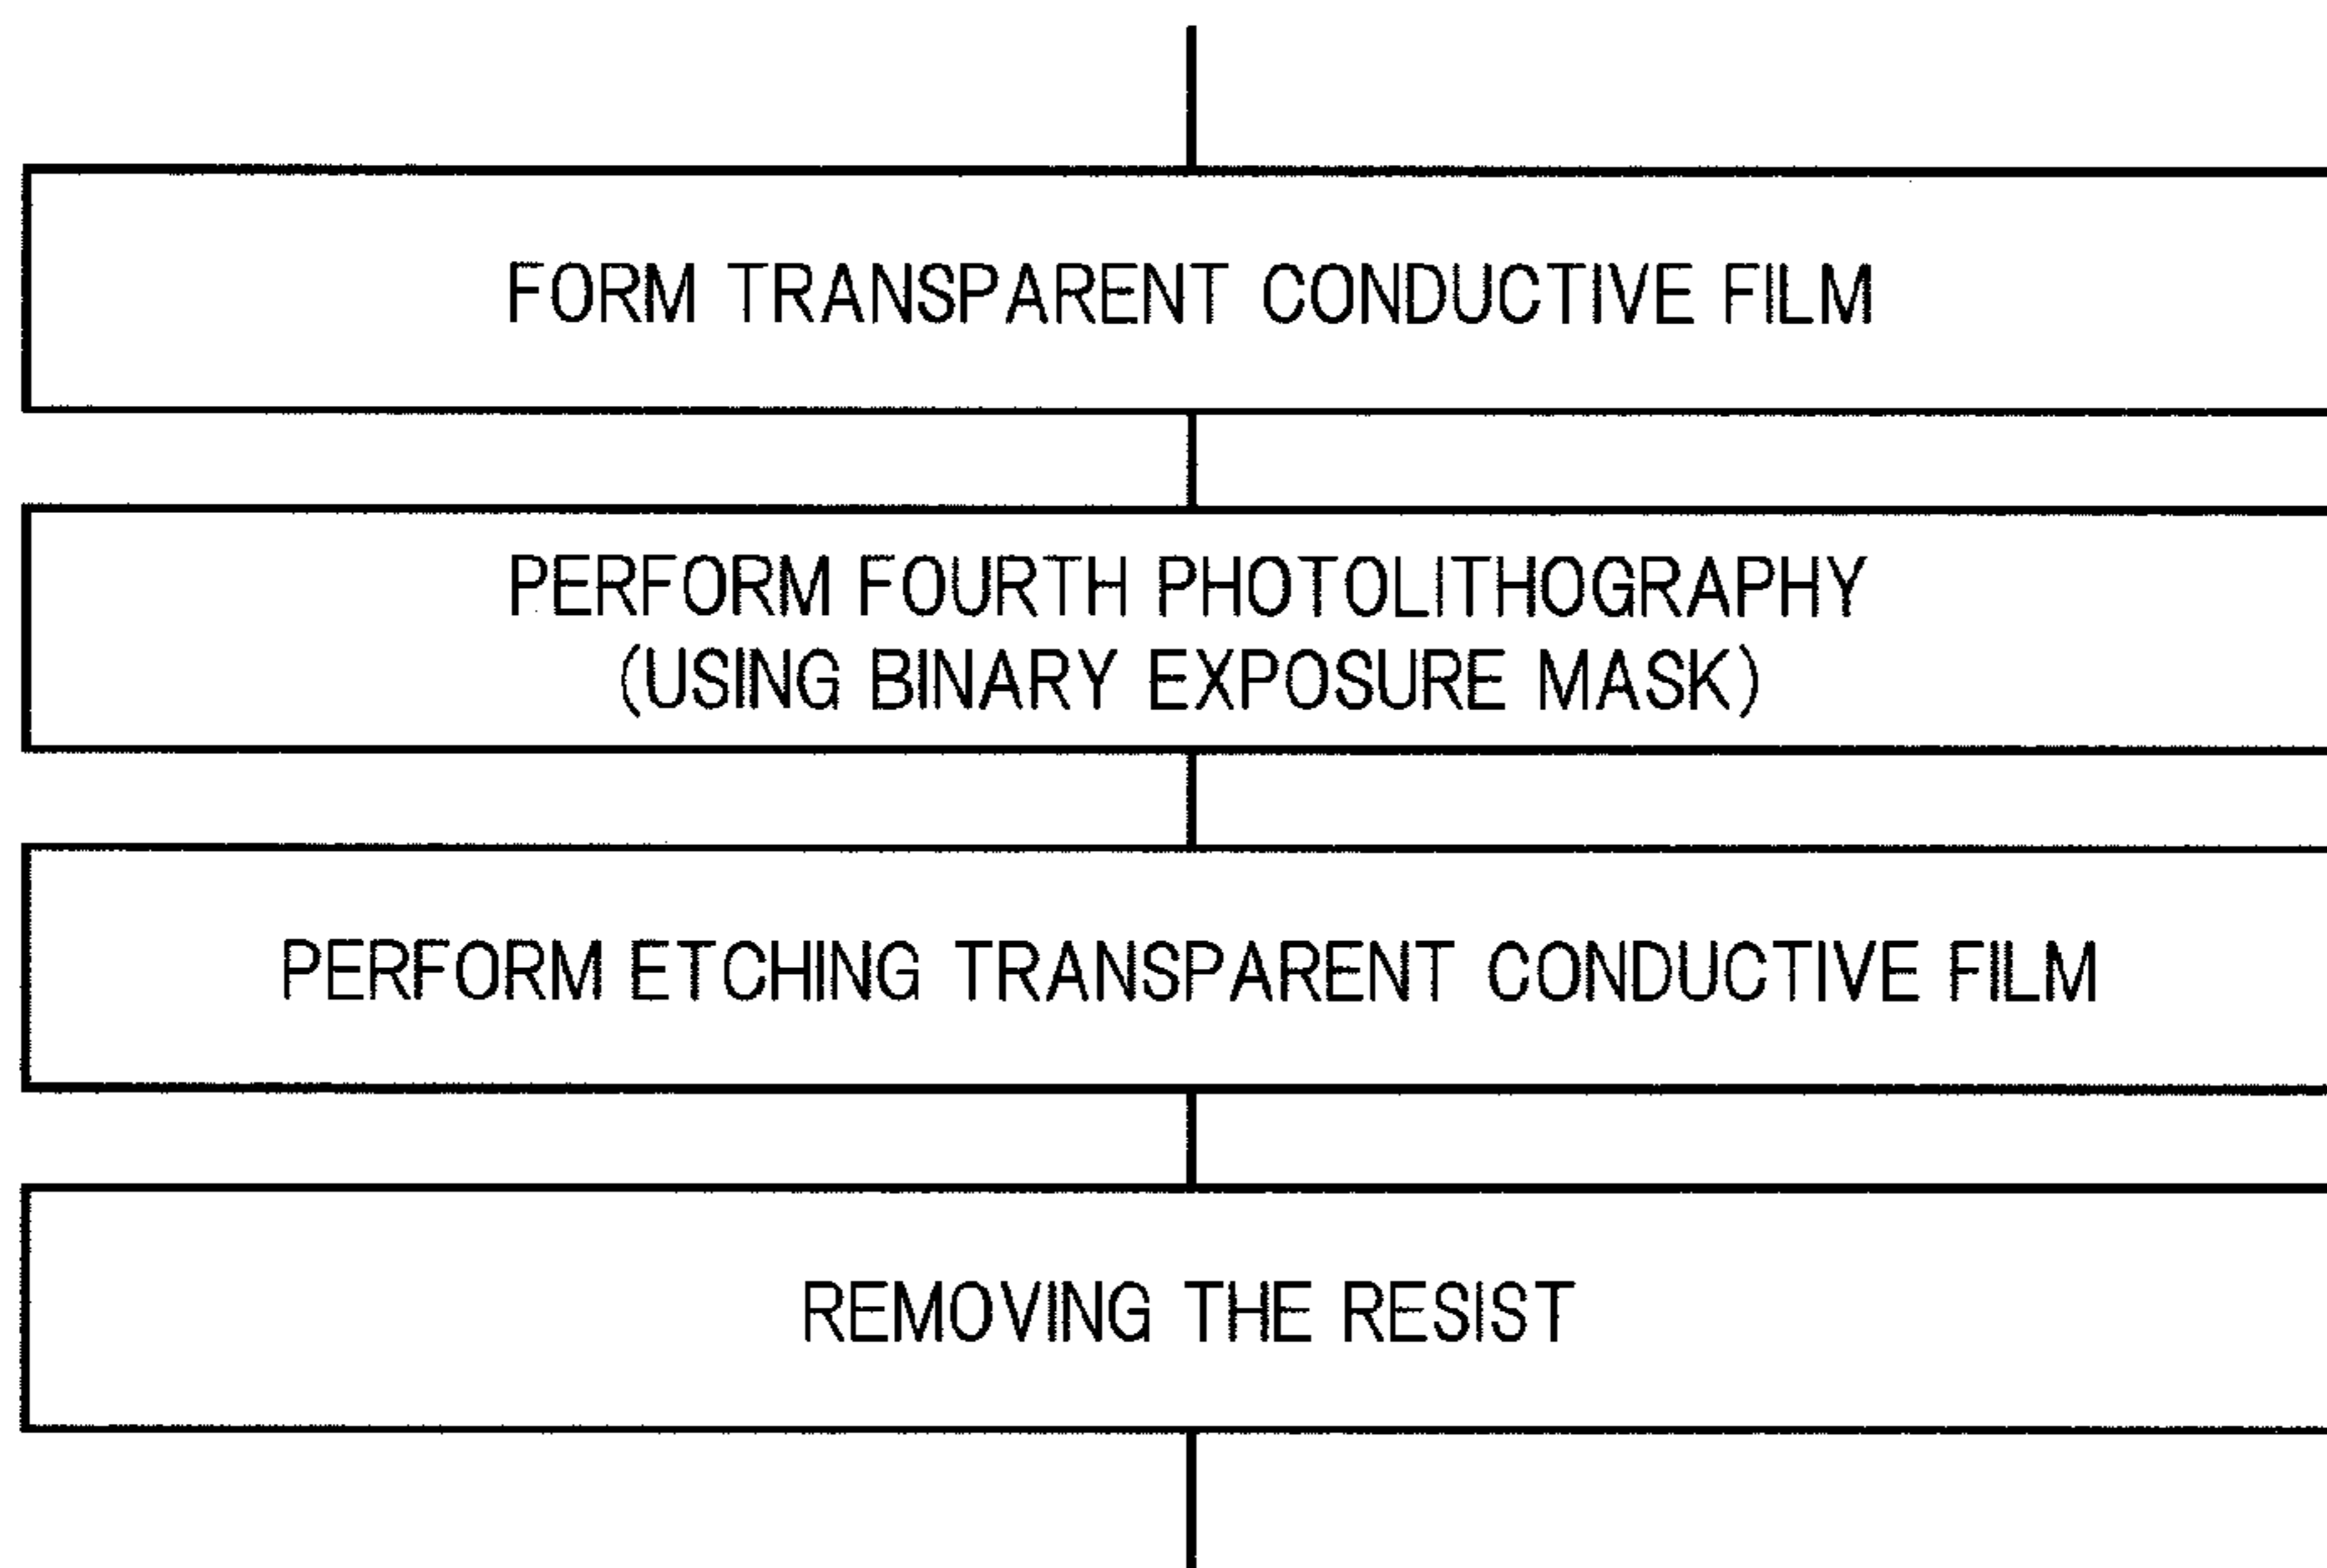 FORM TRANSPARENT CONDUCTIVE FILM
PERFORM FOURTH PHOTOLITHOGRAPHY
(USING BINARY EXPOSURE MASK)
PERFORM ETCHING TRANSPARENT CONDUCTIVE FILM
REMOVING THE RESIST